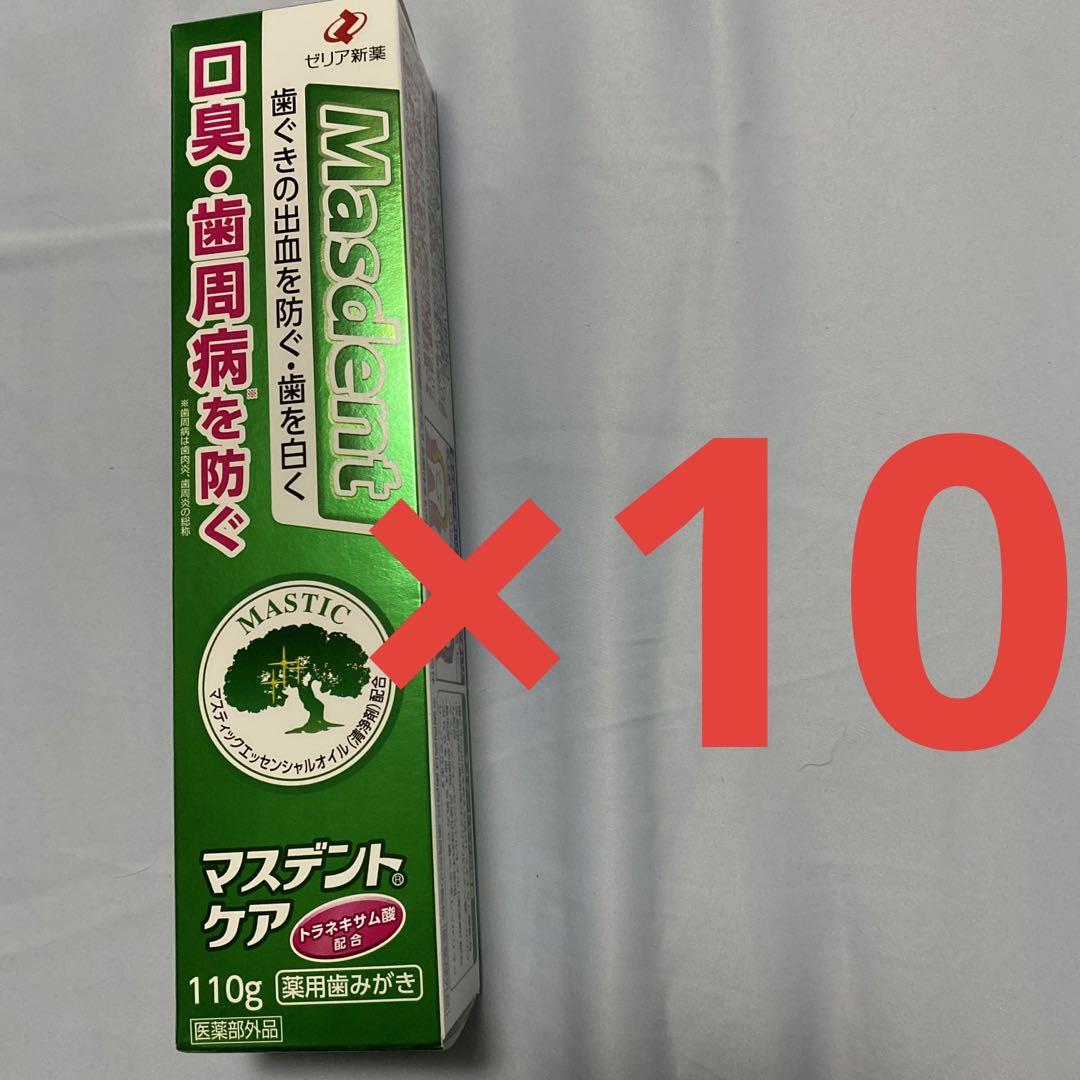 ゼリア新薬
Masdent
歯ぐきの出血を防ぐ・歯を白く
口臭・歯周病を防ぐ
※
※歯周病は歯肉炎、歯周炎の総称
MASTIC
マスティックエッセンシャルオイル(清浄剤)配合
マスデント®
ケア
トラネキサム酸
配合
110g
薬用歯みがき
医薬部外品
×10